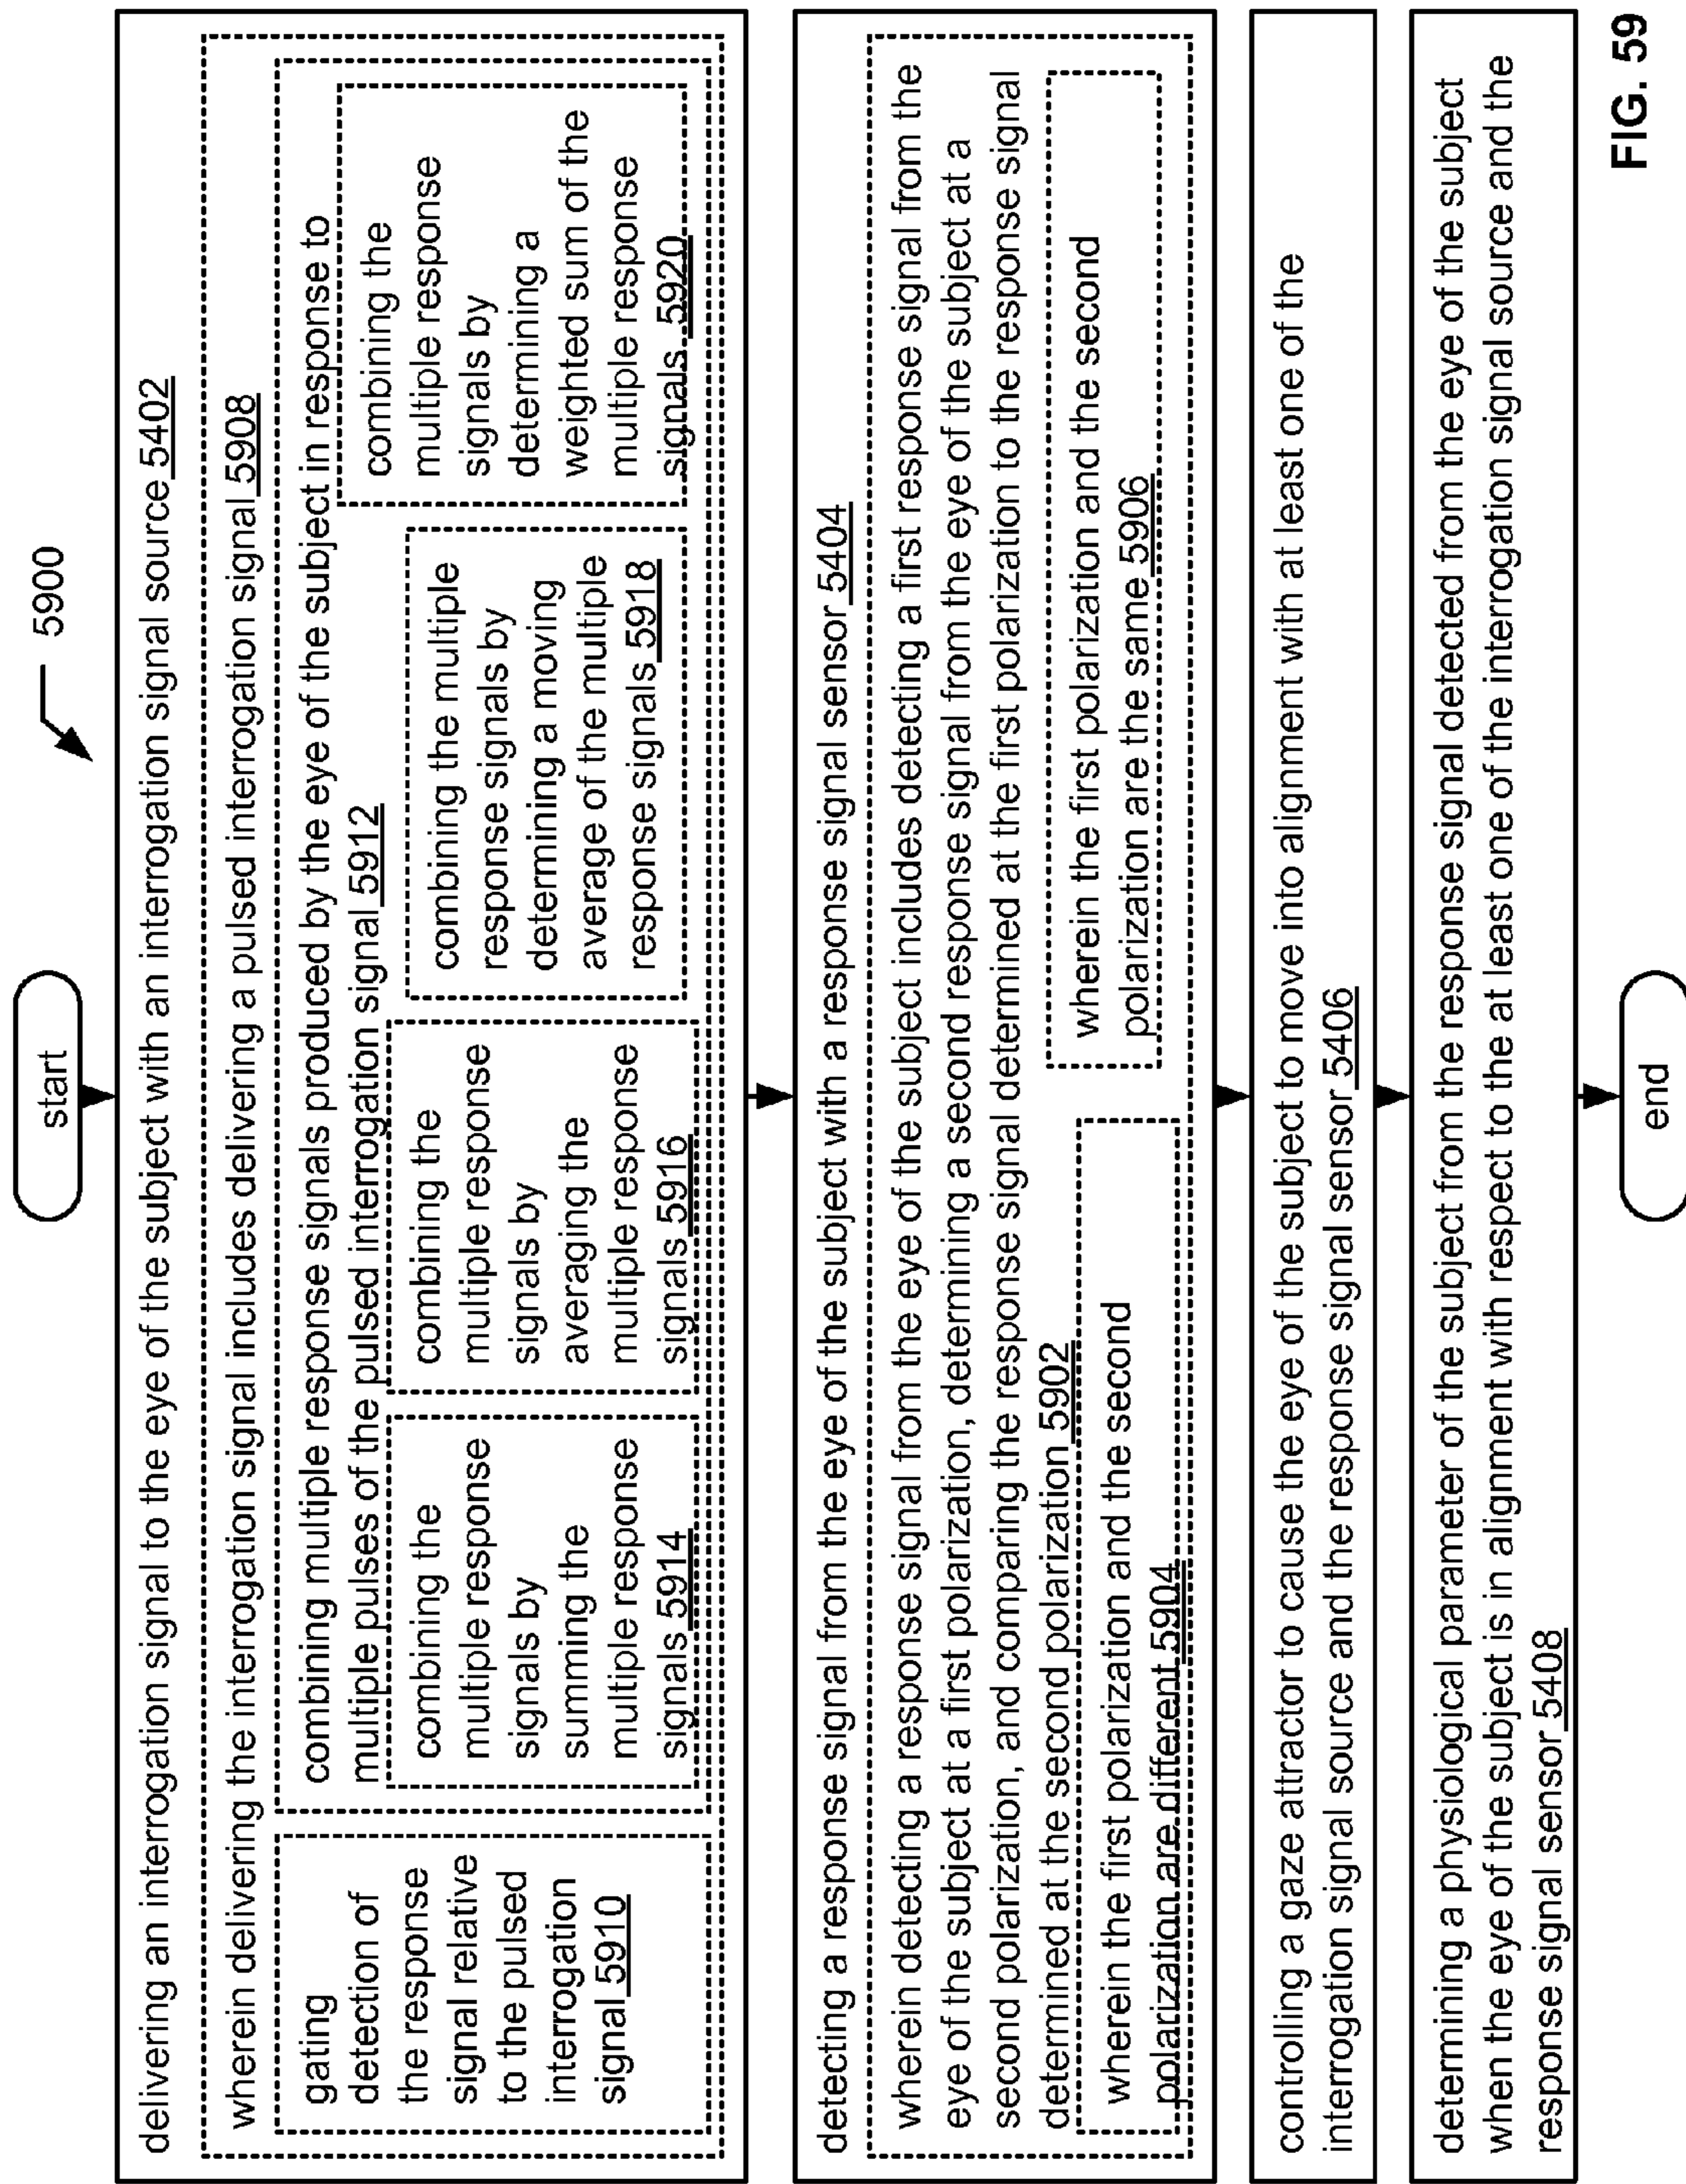 5900
start
delivering an interrogation signal to the eye of the subject with an interrogation signal source 5402
wherein delivering the interrogation signal includes delivering a pulsed interrogation signal 5908
gating
detection of
the response
signal relative
to the pulsed
interrogation
signal 5910
combining multiple response signals produced by the eye of the subject in response to
multiple pulses of the pulsed interrogation signal 5912
combining the
multiple response
signals by
summing the
multiple response
signals 5914
combining the
multiple response
signals by
averaging the
multiple response
signals 5916
combining the multiple
response signals by
determining a moving
average of the multiple
response signals 5918
combining the
multiple response
signals by
determining a
weighted sum of the
multiple response
signals 5920
detecting a response signal from the eye of the subject with a response signal sensor 5404
wherein detecting a response signal from the eye of the subject includes detecting a first response signal from the
eye of the subject at a first polarization, determining a second response signal from the eye of the subject at a
second polarization, and comparing the response signal determined at the first polarization to the response signal
determined at the second polarization 5902
wherein the first polarization and the second
polarization are different 5904
wherein the first polarization and the second
polarization are the same 5906
controlling a gaze attractor to cause the eye of the subject to move into alignment with at least one of the
interrogation signal source and the response signal sensor 5406
determining a physiological parameter of the subject from the response signal detected from the eye of the subject
when the eye of the subject is in alignment with respect to the at least one of the interrogation signal source and the
response signal sensor 5408
end
FIG. 59